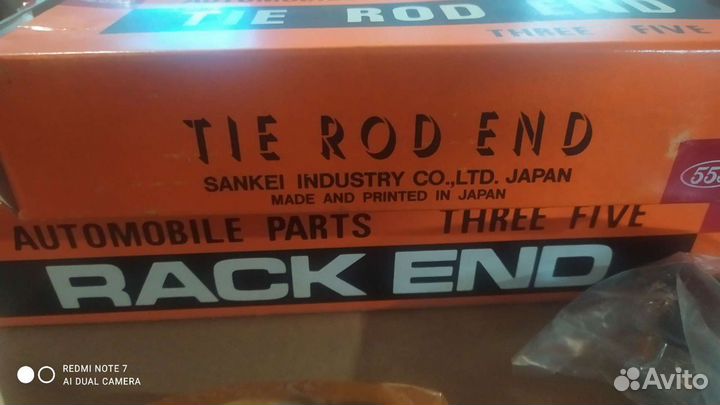 AUTOMOBILE
TIE ROD END
THREE FIVE
TIE ROD END
SANKEI INDUSTRY CO.,LTD. JAPAN
MADE AND PRINTED IN JAPAN
555
AUTOMOBILE PARTS THREE FIVE
RACK END
REDMI NOTE 7
AI DUAL CAMERA
Avito